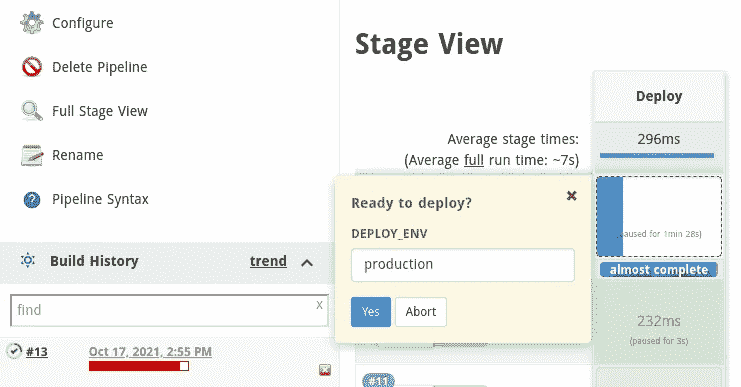 Configure
Delete Pipeline
Full Stage View
Rename
Pipeline Syntax
Build History trend
find X
#13 Oct 17, 2021, 2:55 PM
Stage View
Deploy
Average stage times:
296ms
(Average full run time: ~7s)
Ready to deploy?
DEPLOY_ENV
production
Yes Abort
paused for 1min 28s)
almost complete
232ms
(paused for 3s)
#11